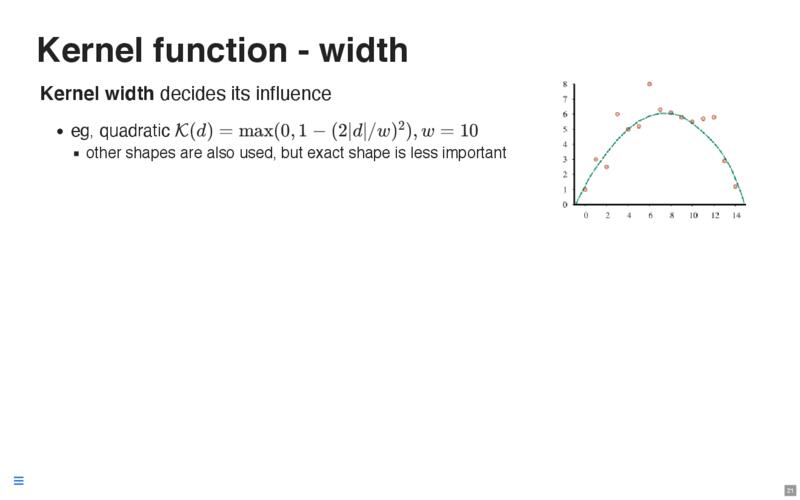 Kernel function - width
Kernel width decides its influence
• eg, quadratic 𝒦(d) = max(0, 1 − (2|d|/w)²), w = 10
▪ other shapes are also used, but exact shape is less important
8
7
6
5
4
3
2
1
0
0 2 4 6 8 10 12 14
21